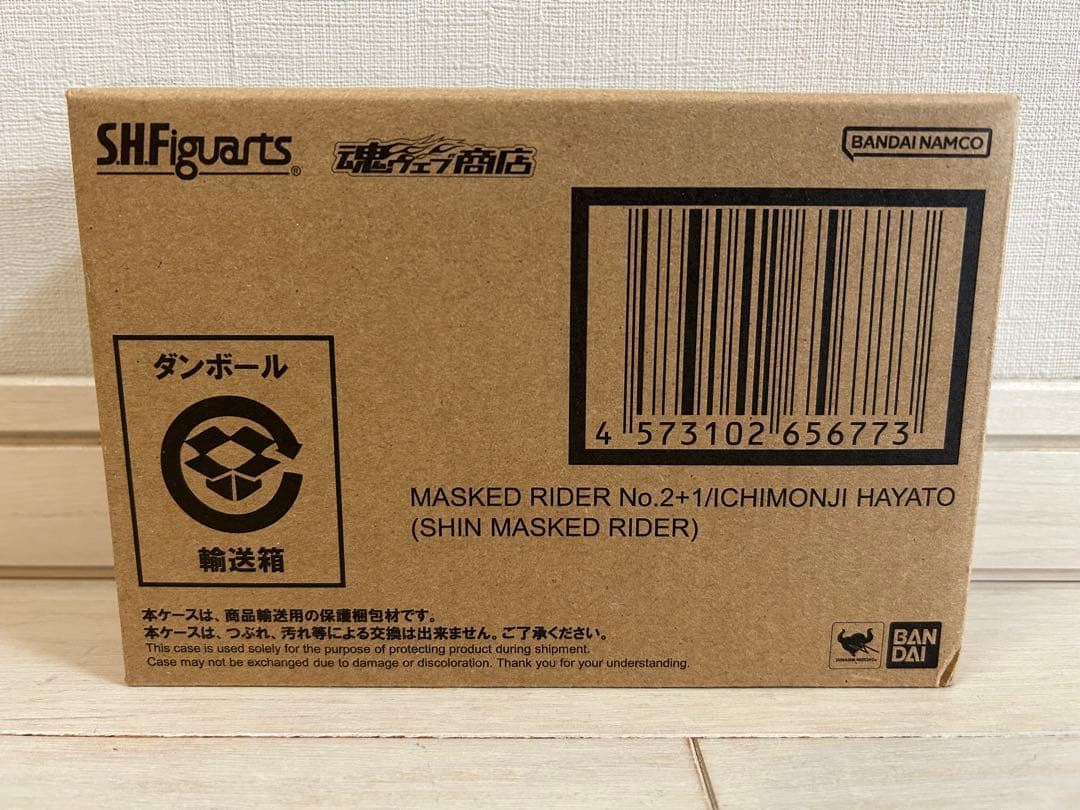 S.H.Figuarts®
魂ウェブ商店
BANDAI NAMCO
4 573102 656773
ダンボール
輸送箱
MASKED RIDER No.2+1/ICHIMONJI HAYATO
(SHIN MASKED RIDER)
本ケースは、商品輸送用の保護梱包材です。
本ケースは、つぶれ、汚れ等による交換は出来ません。ご了承ください。
This case is used solely for the purpose of protecting product during shipment.
Case may not be exchanged due to damage or discoloration. Thank you for your understanding.
BAN
DAI